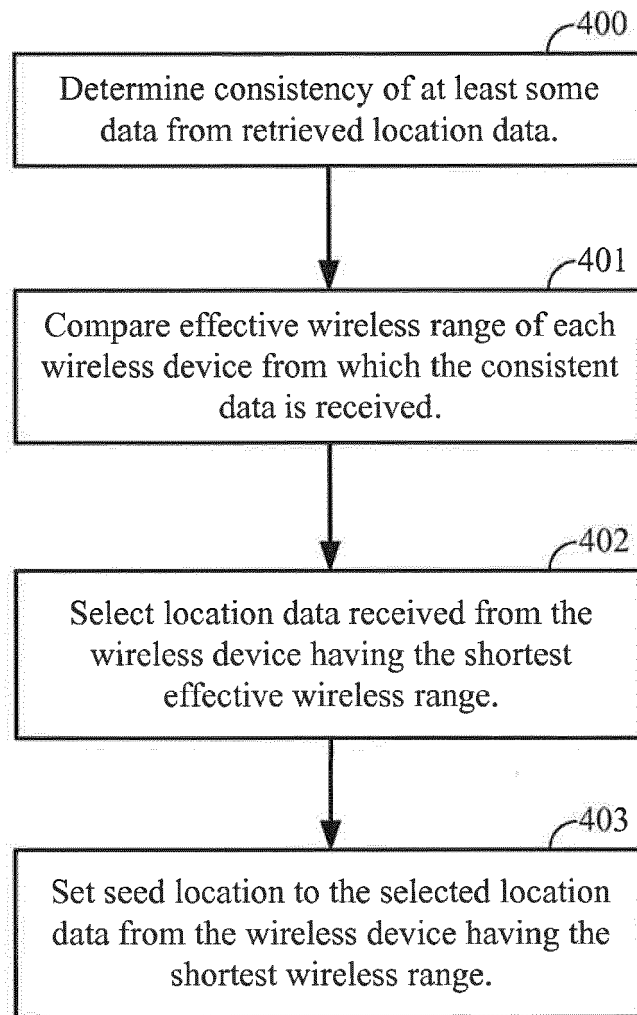 400
Determine consistency of at least some
data from retrieved location data.
401
Compare effective wireless range of each
wireless device from which the consistent
data is received.
402
Select location data received from the
wireless device having the shortest
effective wireless range.
403
Set seed location to the selected location
data from the wireless device having the
shortest wireless range.